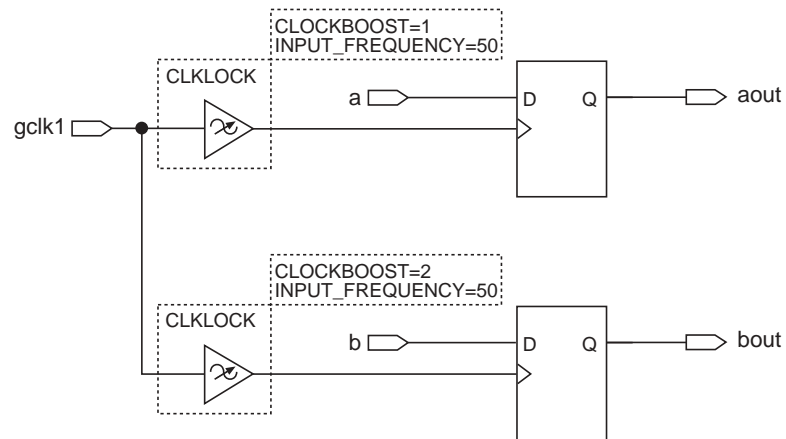 CLOCKBOOST=1
INPUT_FREQUENCY=50
CLKLOCK
a
D
Q
aout
gclk1
CLOCKBOOST=2
INPUT_FREQUENCY=50
CLKLOCK
b
D
Q
bout